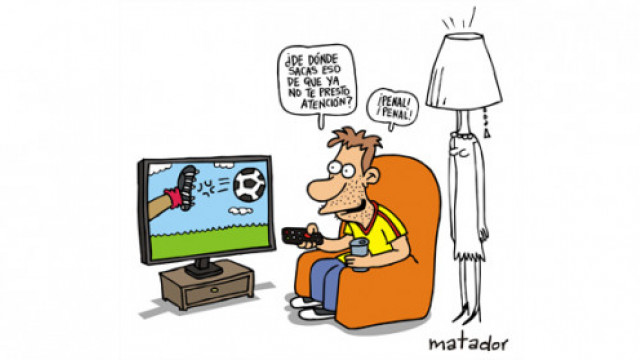 ¿DE DÓNDE
SACAS ESO
DE QUE YA
NO TE PRESTO
ATENCIÓN?
¡PENAL!
¡PENAL!
matador